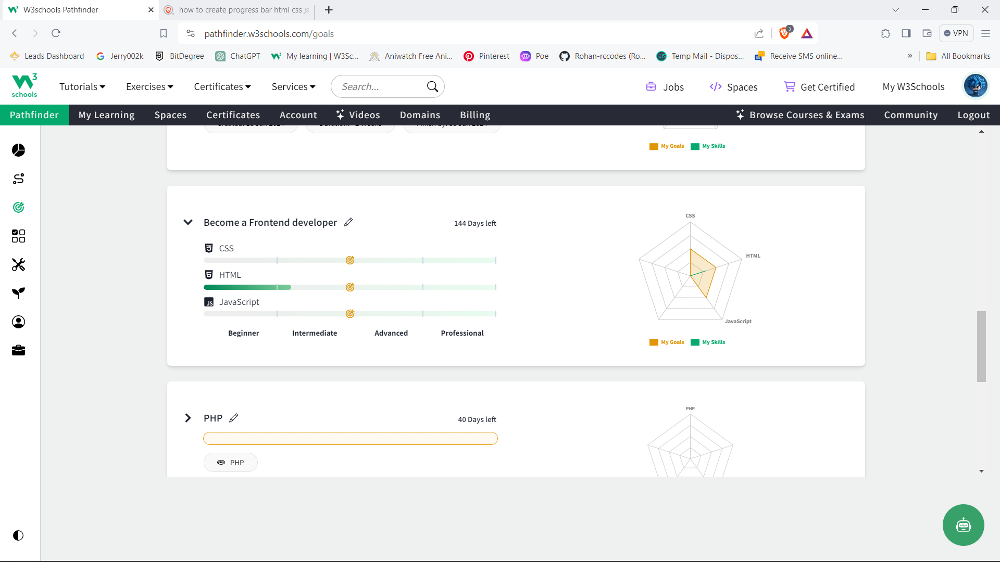 W3schools Pathfinder
how to create progress bar html css js
pathfinder.w3schools.com/goals
3
VPN
Leads Dashboard
Jerry002k
BitDegree
ChatGPT
My learning | W3Sc...
Aniwatch Free Ani...
Pinterest
Poe
Rohan-rccodes (Ro...
Temp Mail - Dispos...
Receive SMS online...
»
All Bookmarks
W3 schools
Tutorials
Exercises
Certificates
Services
Search...
Jobs
Spaces
Get Certified
My W3Schools
Pathfinder
My Learning
Spaces
Certificates
Account
Videos
Domains
Billing
Browse Courses & Exams
Community
Logout
My Goals
My Skills
Become a Frontend developer
144 Days left
CSS
HTML
JS JavaScript
Beginner
Intermediate
Advanced
Professional
CSS
HTML
JavaScript
My Goals
My Skills
PHP
40 Days left
PHP
PHP